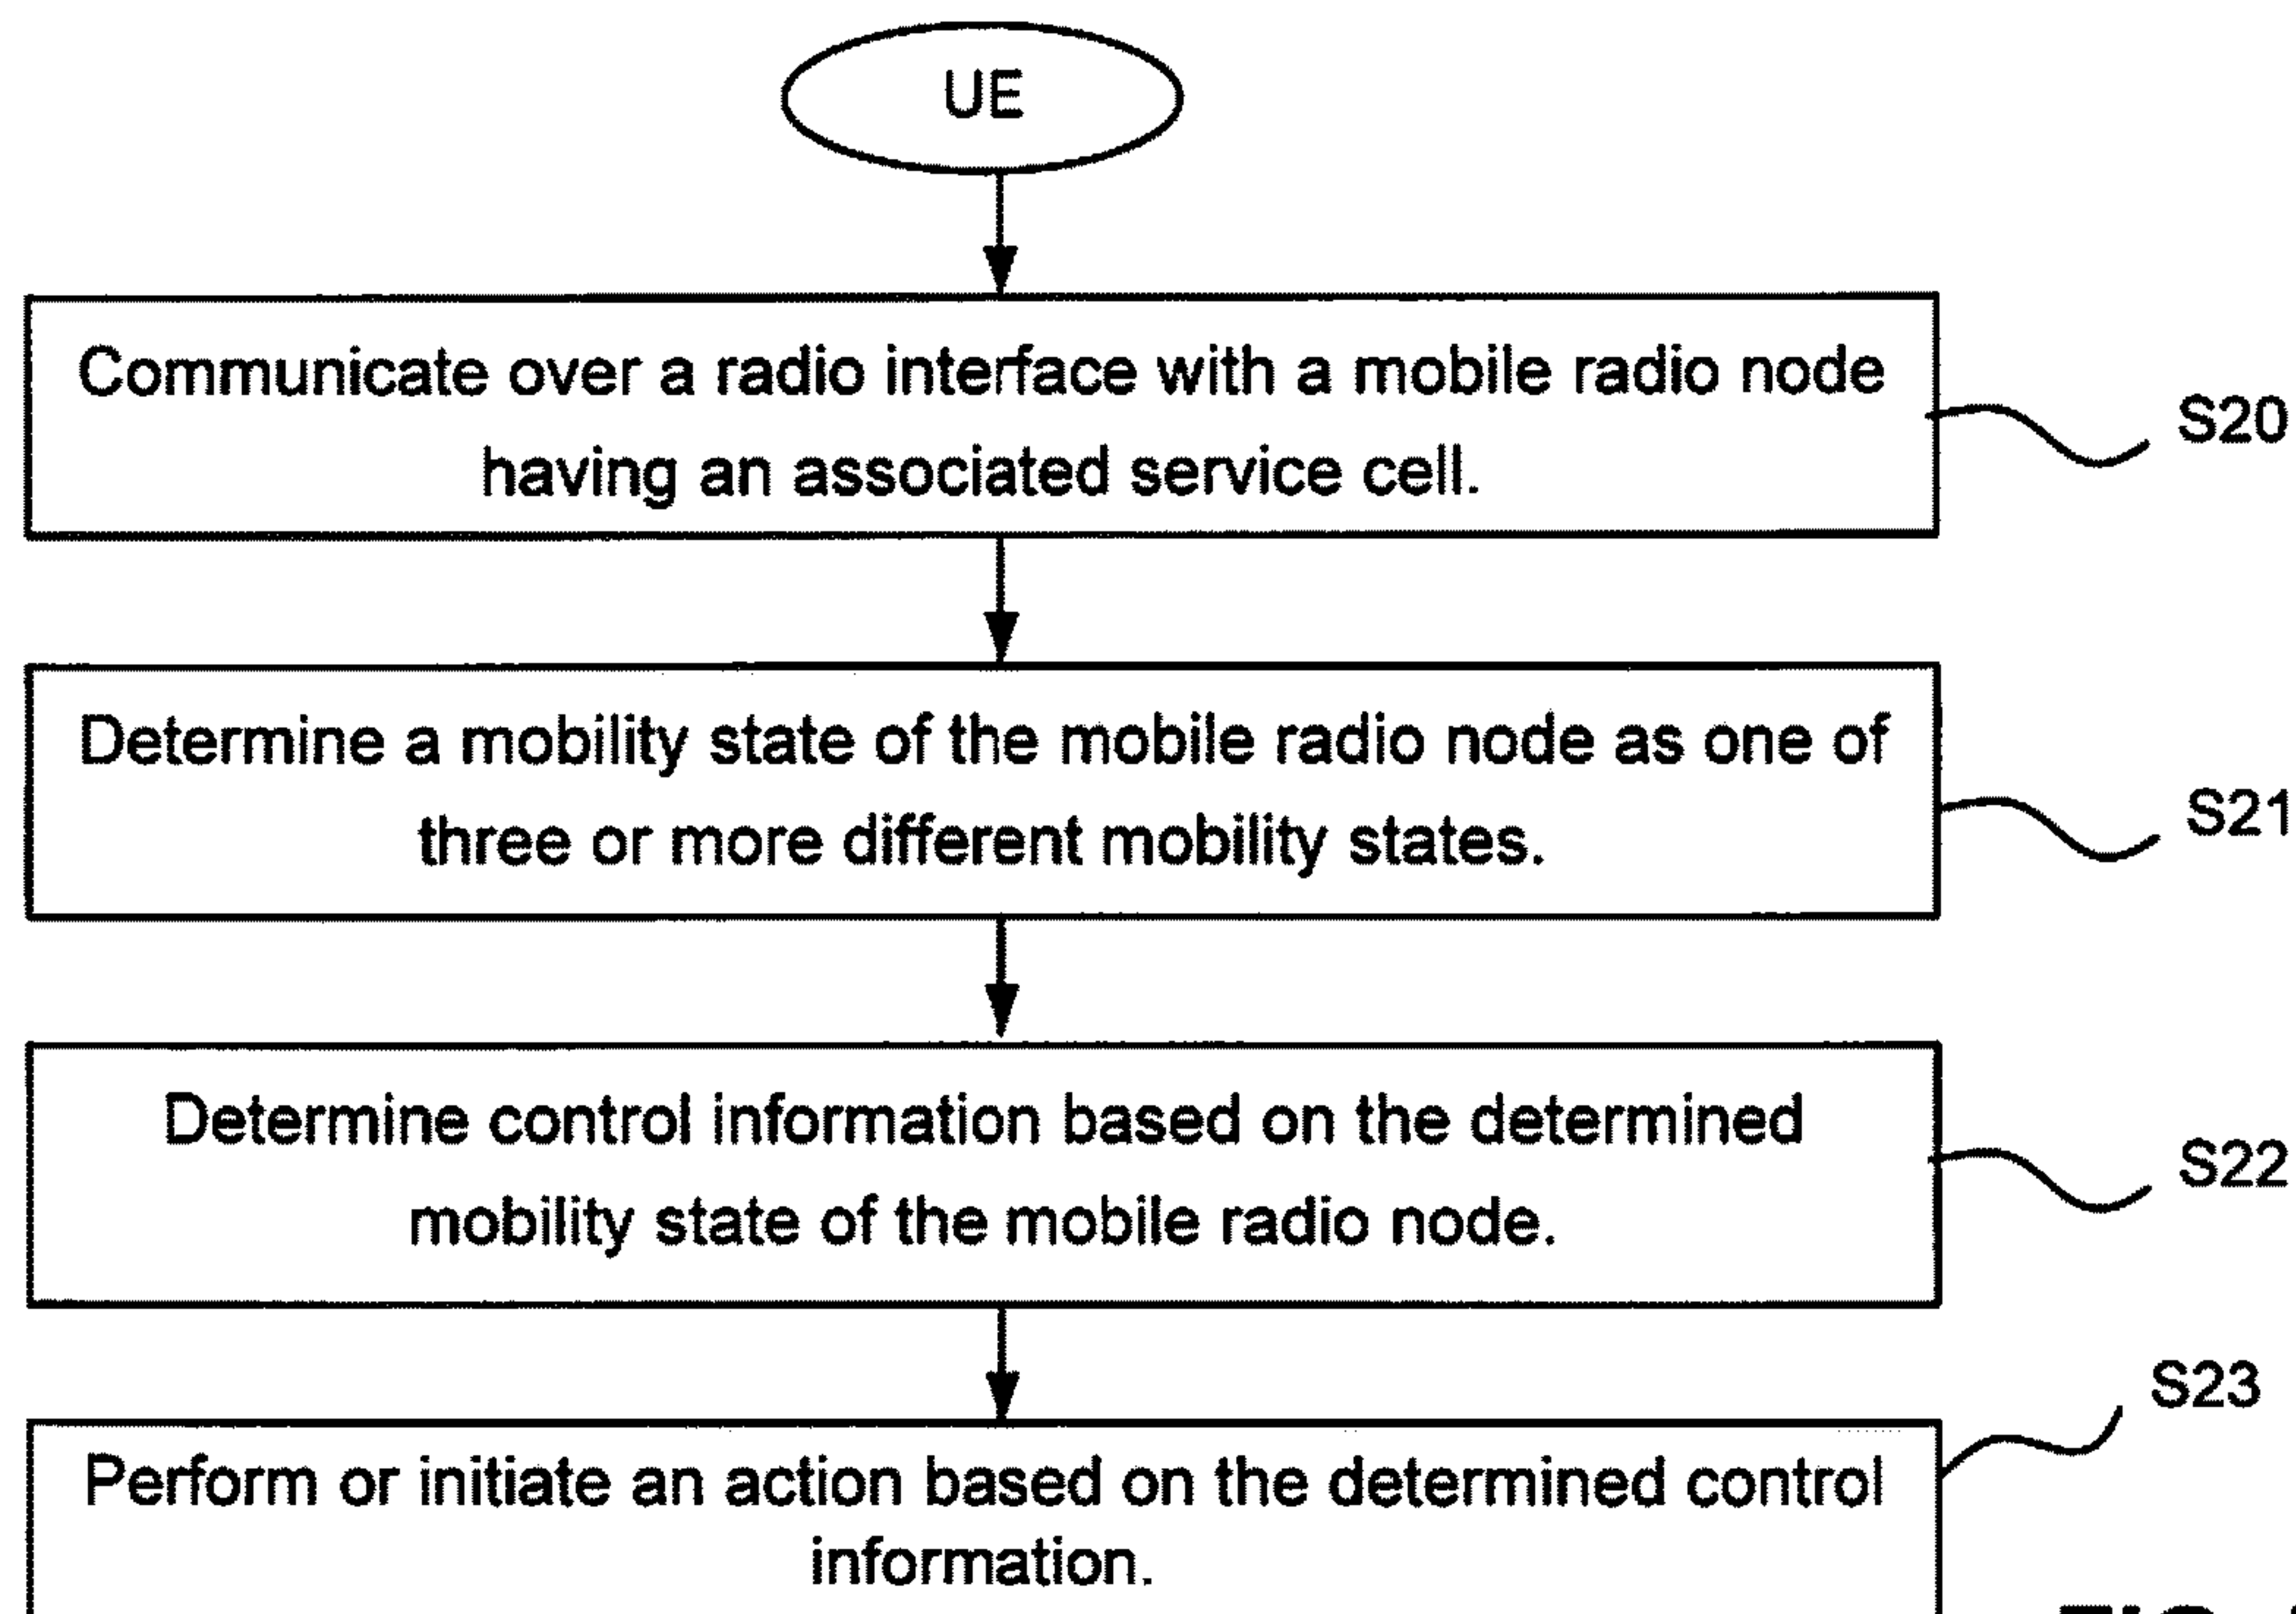 UE
Communicate over a radio interface with a mobile radio node
having an associated service cell.
S20
Determine a mobility state of the mobile radio node as one of
three or more different mobility states.
S21
Determine control information based on the determined
mobility state of the mobile radio node.
S22
S23
Perform or initiate an action based on the determined control
information.